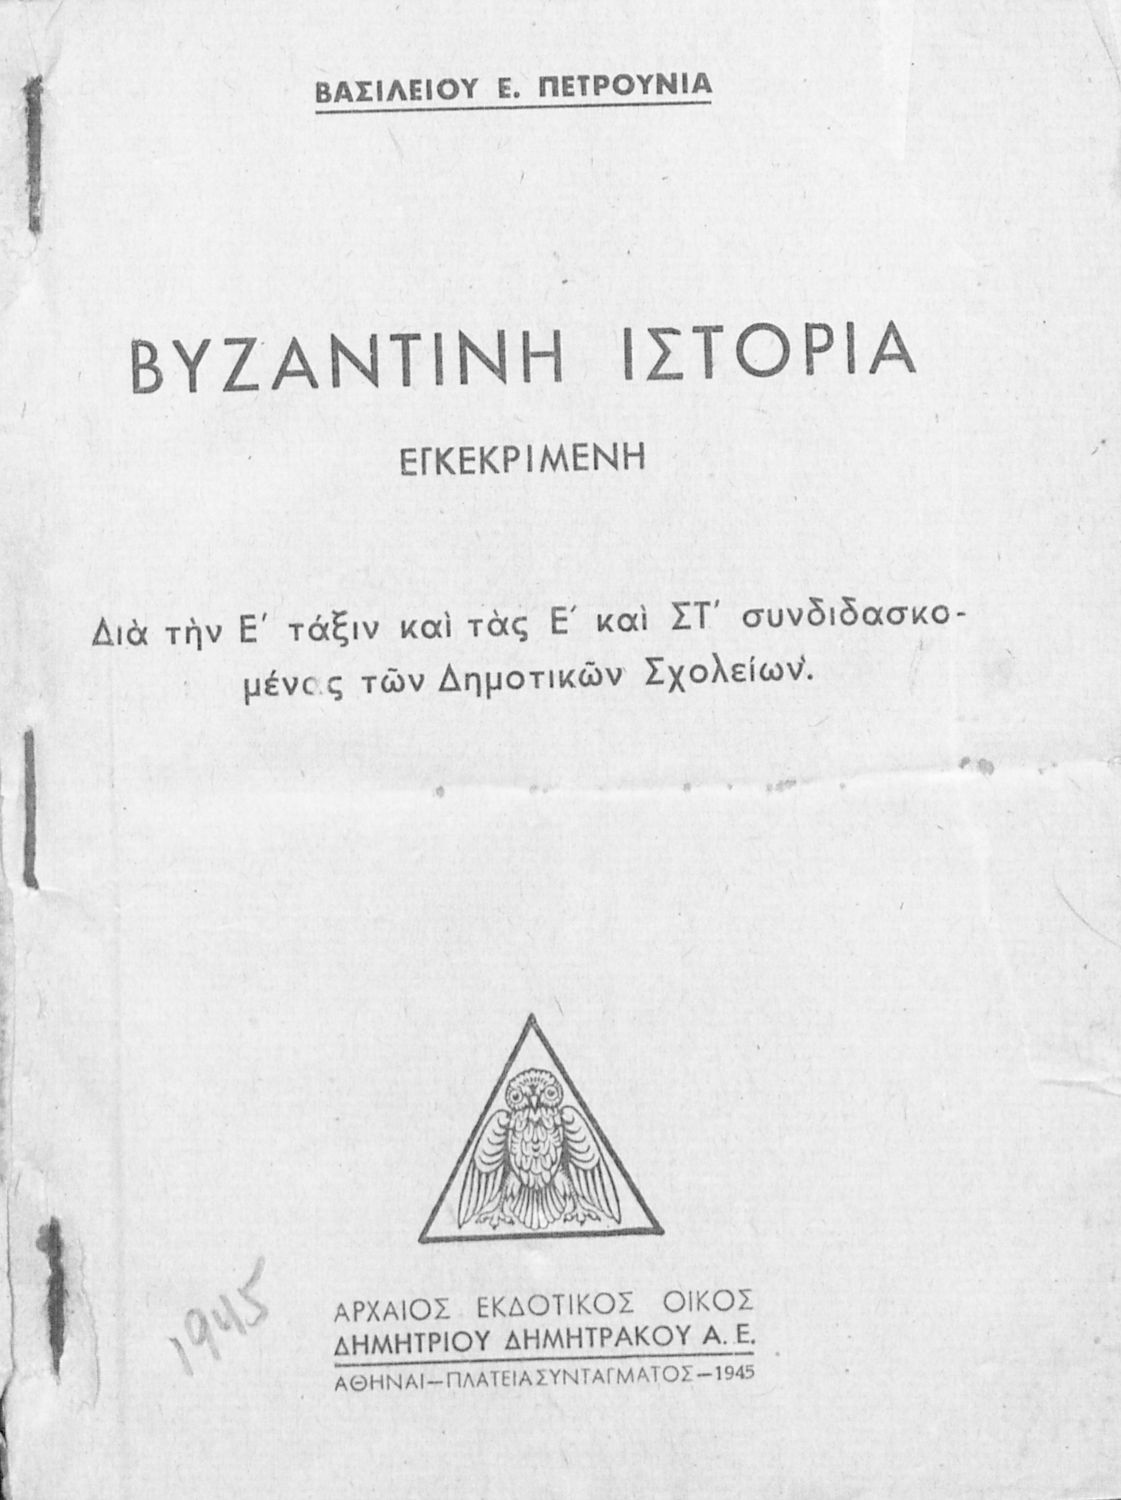 ΒΑΣΙΛΕΙΟΥ Ε. ΠΕΤΡΟΥΝΙΑ
ΒΥΖΑΝΤΙΝΗ ΙΣΤΟΡΙΑ
ΕΓΚΕΚΡΙΜΕΝΗ
Διὰ τὴν Ε΄ τάξιν καὶ τὰς Ε΄ καὶ ΣΤ΄ συνδιδασκο-
μένας τῶν Δημοτικῶν Σχολείων.
1945
ΑΡΧΑΙΟΣ ΕΚΔΟΤΙΚΟΣ ΟΙΚΟΣ
ΔΗΜΗΤΡΙΟΥ ΔΗΜΗΤΡΑΚΟΥ Α. Ε.
ΑΘΗΝΑΙ—ΠΛΑΤΕΙΑ ΣΥΝΤΑΓΜΑΤΟΣ—1945